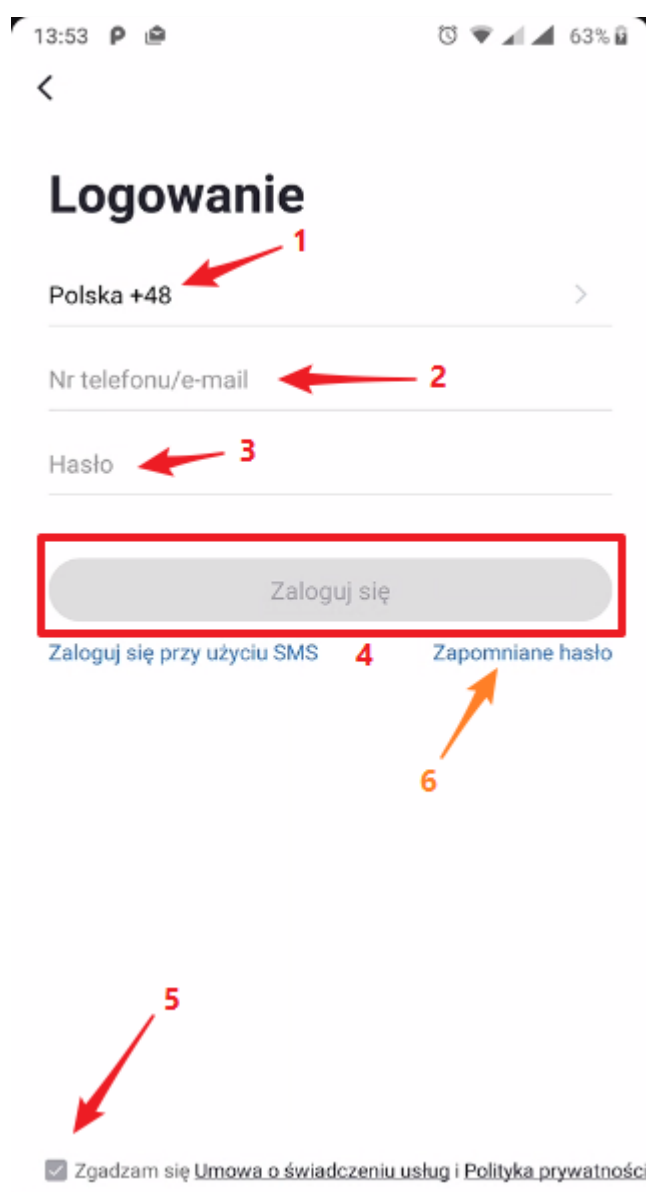 13:53 P 63%
Logowanie
1
Polska +48
Nr telefonu/e-mail 2
Hasło 3
Zaloguj się
Zaloguj się przy użyciu SMS 4 Zapomniane hasło
6
5
Zgadzam się Umowa o świadczeniu usług i Polityka prywatności